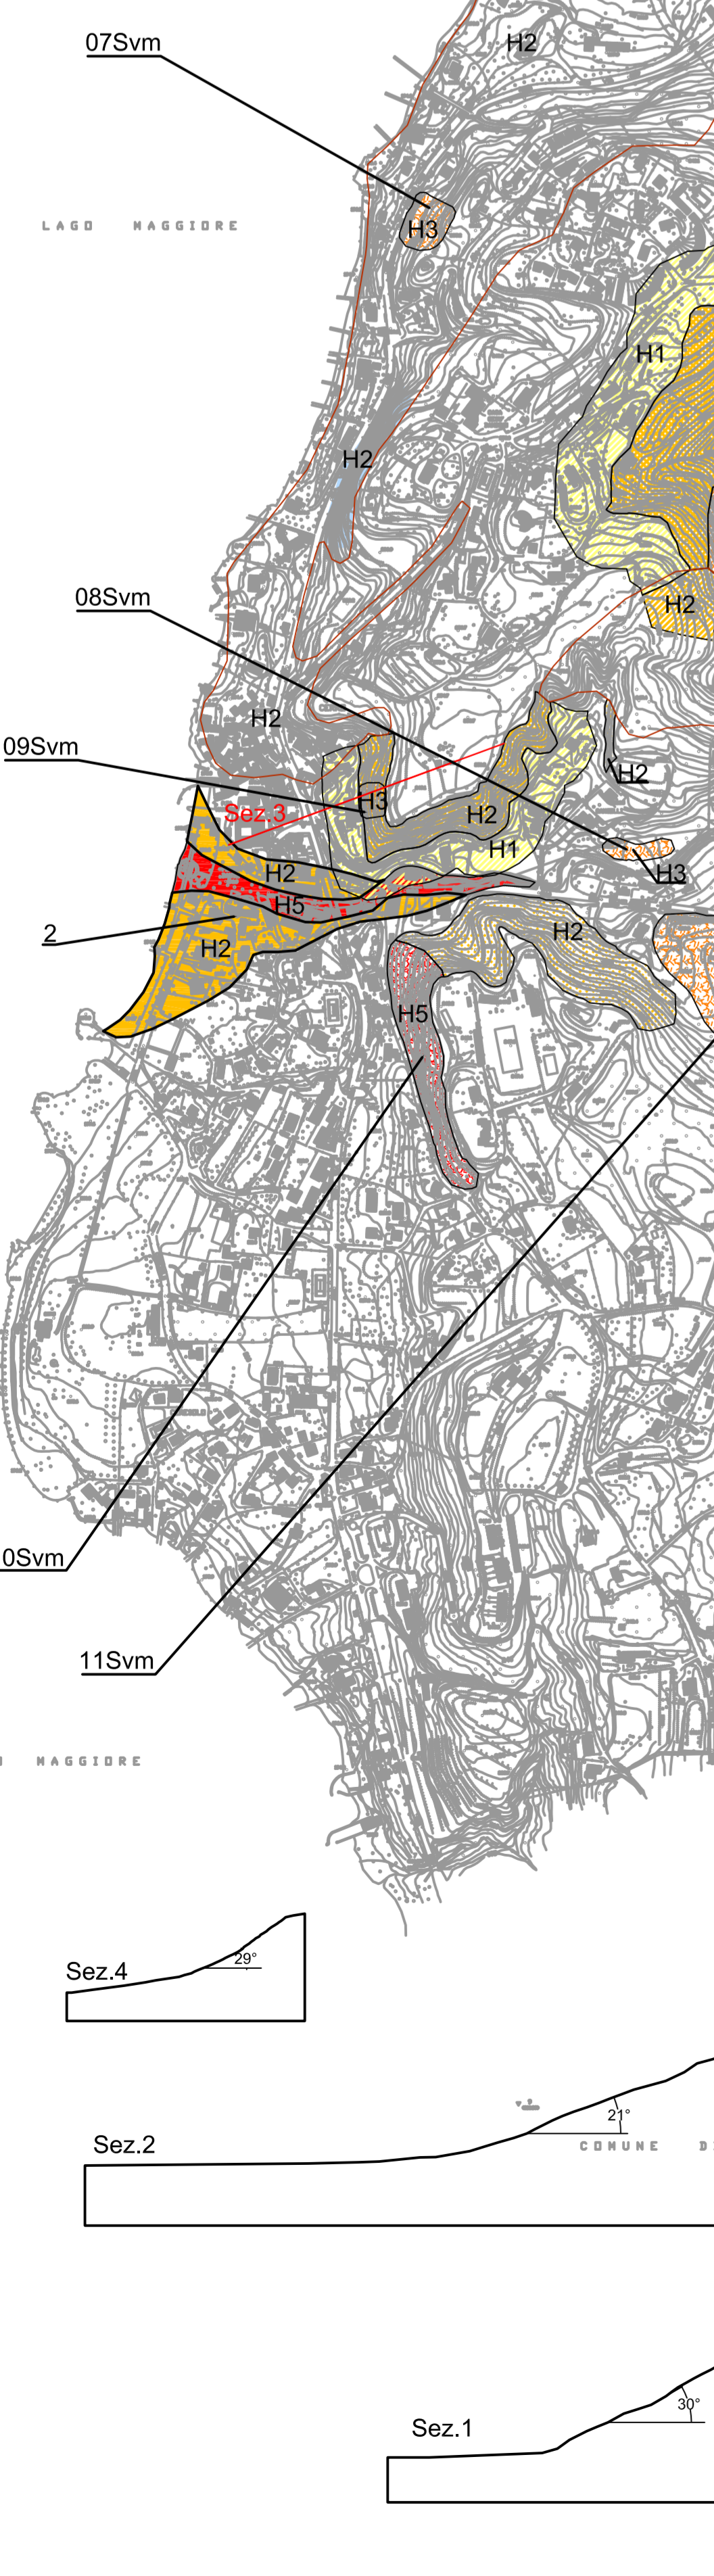 07Svm
H2
LAGO MAGGIORE
H3
H1
H2
08Svm
H2
H2
09Svm
H2
H3
Sez.3
H2
H1
H3
H2
H5
2
H2
H2
H5
0Svm
11Svm
MAGGIORE
Sez.4
29°
21°
Sez.2
COMUNE D
30°
Sez.1